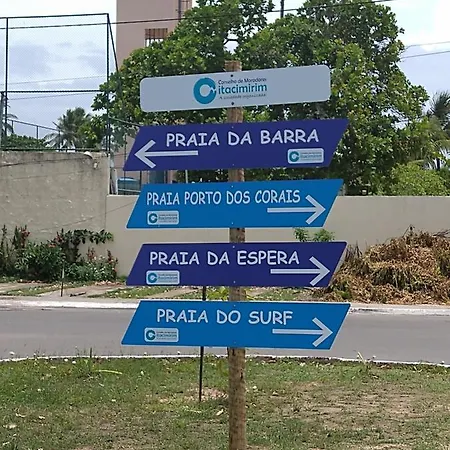 Conselho de Moradores
itacimirim
PRAIA DA BARRA
PRAIA PORTO DOS CORAIS
PRAIA DA ESPERA
PRAIA DO SURF